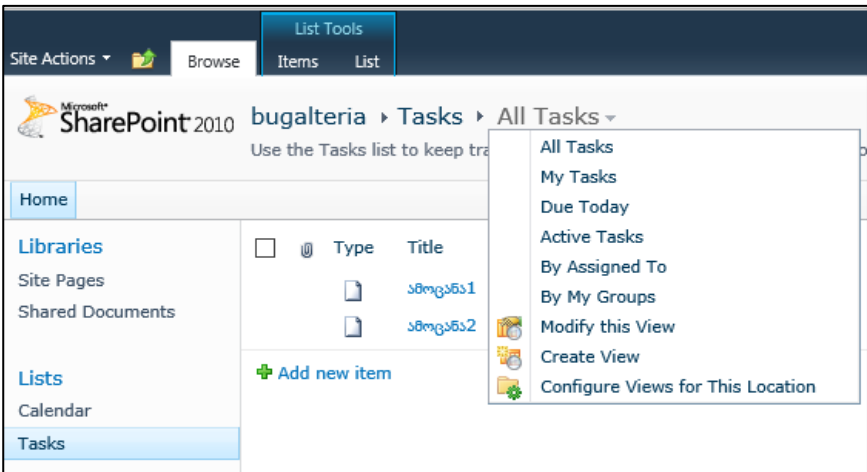 List Tools
Site Actions Browse Items List
Microsoft
SharePoint 2010
bugalteria Tasks All Tasks
Use the Tasks list to keep tra
All Tasks
My Tasks
Due Today
Active Tasks
By Assigned To
By My Groups
Modify this View
Create View
Configure Views for This Location
Home
Libraries
Site Pages
Shared Documents
Lists
Calendar
Tasks
Type Title
ამოცანა1
ამოცანა2
Add new item